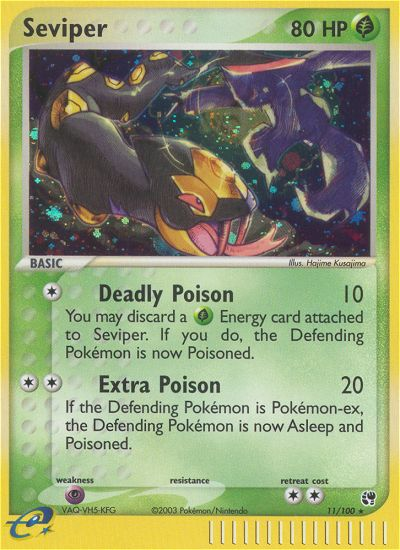 Seviper 80 HP
BASIC Illus. Hajime Kusajima
Deadly Poison 10
You may discard a Energy card attached
to Seviper. If you do, the Defending
Pokémon is now Poisoned.
Extra Poison 20
If the Defending Pokémon is Pokémon-ex,
the Defending Pokémon is now Asleep and
Poisoned.
weakness resistance retreat cost
VAQ-VH5-KFG ©2003 Pokémon/Nintendo 11/100 ★
e